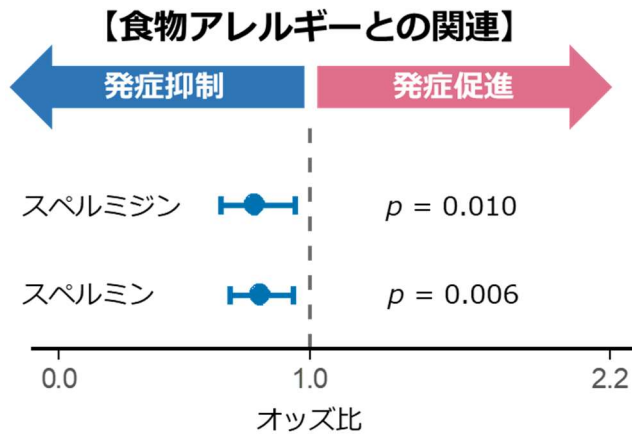 【食物アレルギーとの関連】
発症抑制 発症促進
スペルミジン p = 0.010
スペルミン p = 0.006
0.0 1.0 2.2
オッズ比